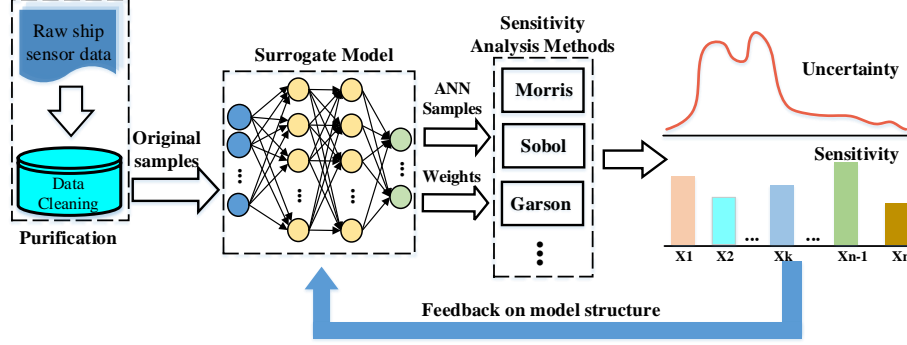 Raw ship
sensor data
Data
Cleaning
Purification
Original
samples
Surrogate Model
ANN
Samples
Weights
Sensitivity
Analysis Methods
Morris
Sobol
Garson
Uncertainty
Sensitivity
X1
X2
...
Xk
...
Xn-1
Xn
Feedback on model structure